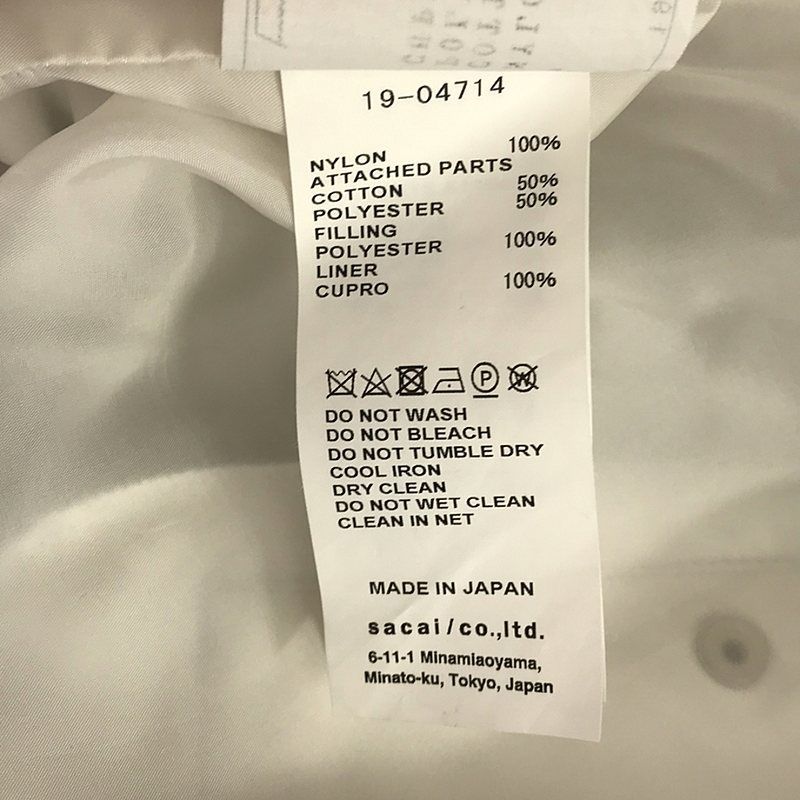 19-04714
NYLON 100%
ATTACHED PARTS
COTTON 50%
POLYESTER 50%
FILLING
POLYESTER 100%
LINER
CUPRO 100%
P W
DO NOT WASH
DO NOT BLEACH
DO NOT TUMBLE DRY
COOL IRON
DRY CLEAN
DO NOT WET CLEAN
CLEAN IN NET
MADE IN JAPAN
sacai/co.,ltd.
6-11-1 Minamiaoyama,
Minato-ku, Tokyo, Japan